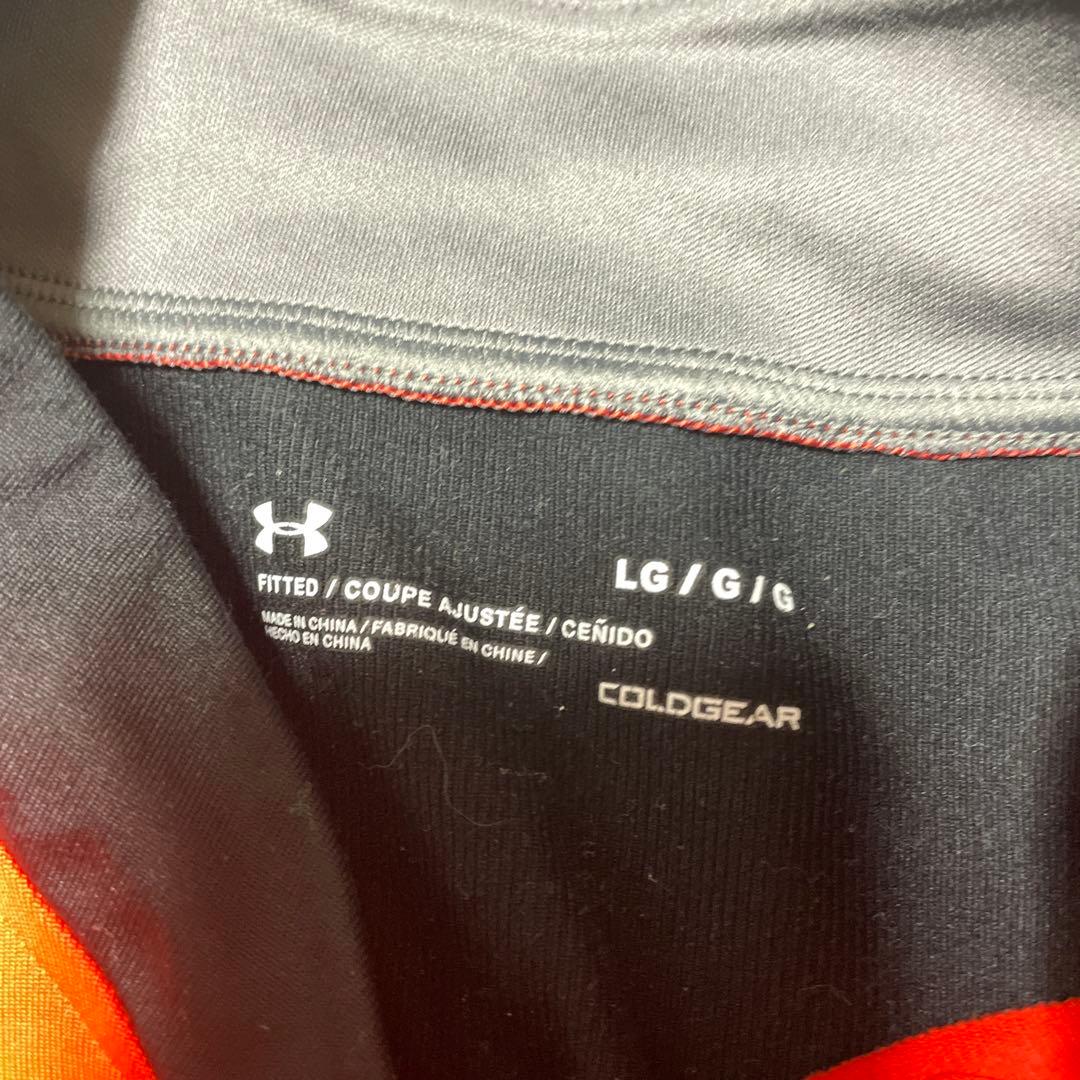 FITTED / COUPE AJUSTÉE / CEÑIDO
MADE IN CHINA / FABRIQUÉ EN CHINE /
HECHO EN CHINA
LG / G / G
COLDGEAR